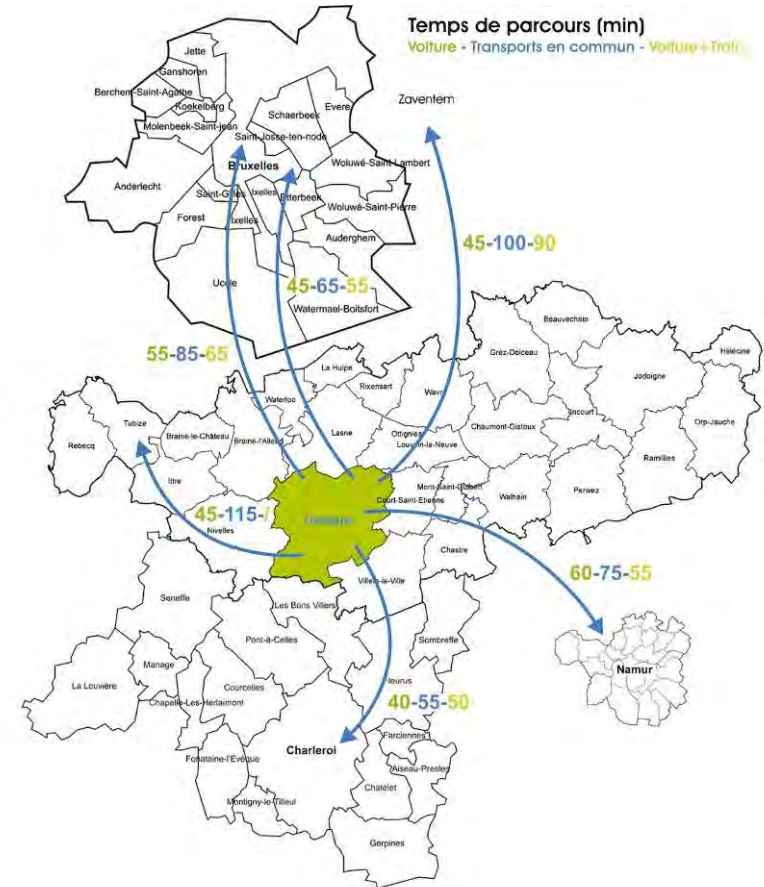 Temps de parcours (min)
Voiture - Transports en commun - Voiture+Train
Jette
Ganshoren
Berchem-Saint-Agathe
Koekelberg
Molenbeek-Saint-jean
Schaerbeek
Evere
Zaventem
Saint-Josse-ten-node
Bruxelles
Woluwé-Saint-Lambert
Anderlecht
Saint-Gilles
Ixelles
Etterbeek
Woluwé-Saint-Pierre
Forest
Ixelles
Auderghem
Uccle
45-65-55
45-100-90
Watermael-Boitsfort
55-85-65
Beauvechain
Hélécine
La Hulpe
Grez-Doiceau
Rixensart
Wavre
Jodoigne
Waterloo
Tubize
Incourt
Orp-Jauche
Rebecq
Braine-le-Château
Braine-l'Alleud
Lasne
Ottignies
Louvain-la-Neuve
Chaumont-Gistoux
Ramillies
Ittre
Mont-Saint-Guibert
Court-Saint-Etienne
Walhain
Perwez
45-115-/
Nivelles
Chastre
Villers-la-Ville
60-75-55
Seneffe
Les Bons Villers
Pont-à-Celles
Sombreffe
Manage
Namur
La Louvière
Courcelles
Fleurus
Chapelle-Les-Herlaimont
40-55-50
Farciennes
Charleroi
Fonataine-l'Evêque
Aiseau-Presles
Chatelet
Montigny-le-Tilleul
Gerpines